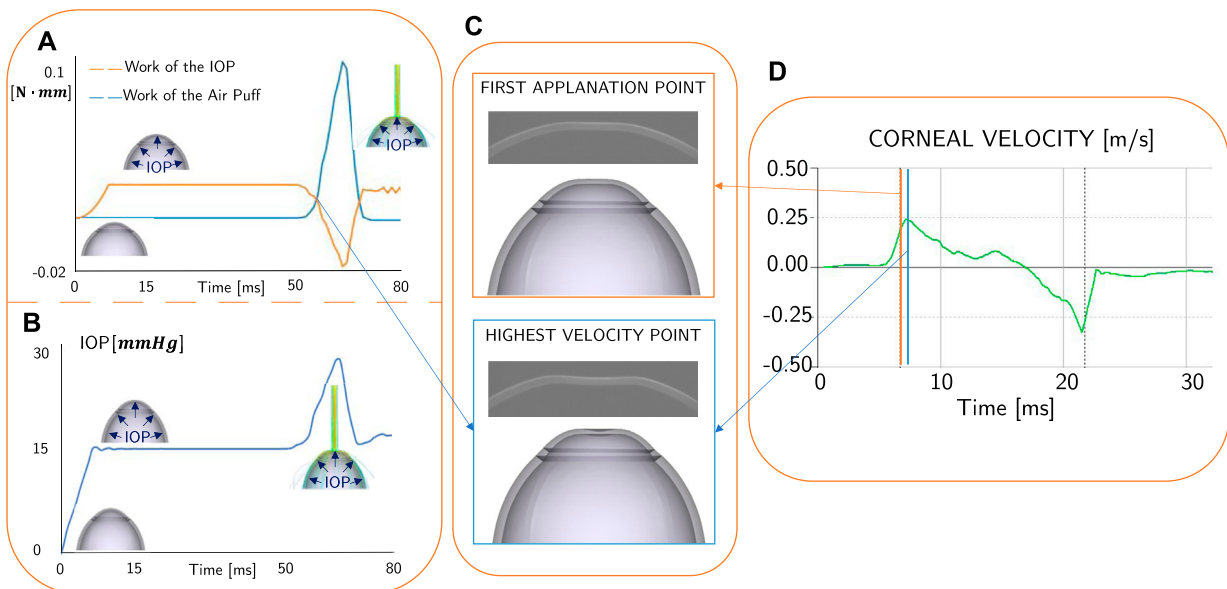 A
0.1
[N · mm]
Work of the IOP
Work of the Air Puff
IOP
IOP
-0.02
0
15
Time [ms]
50
80
B
IOP[mmHg]
30
IOP
15
IOP
0
0
15
Time [ms]
50
80
C
FIRST APPLANATION POINT
HIGHEST VELOCITY POINT
D
CORNEAL VELOCITY [m/s]
0.50
0.25
0.00
-0.25
-0.50
0
10
20
30
Time [ms]